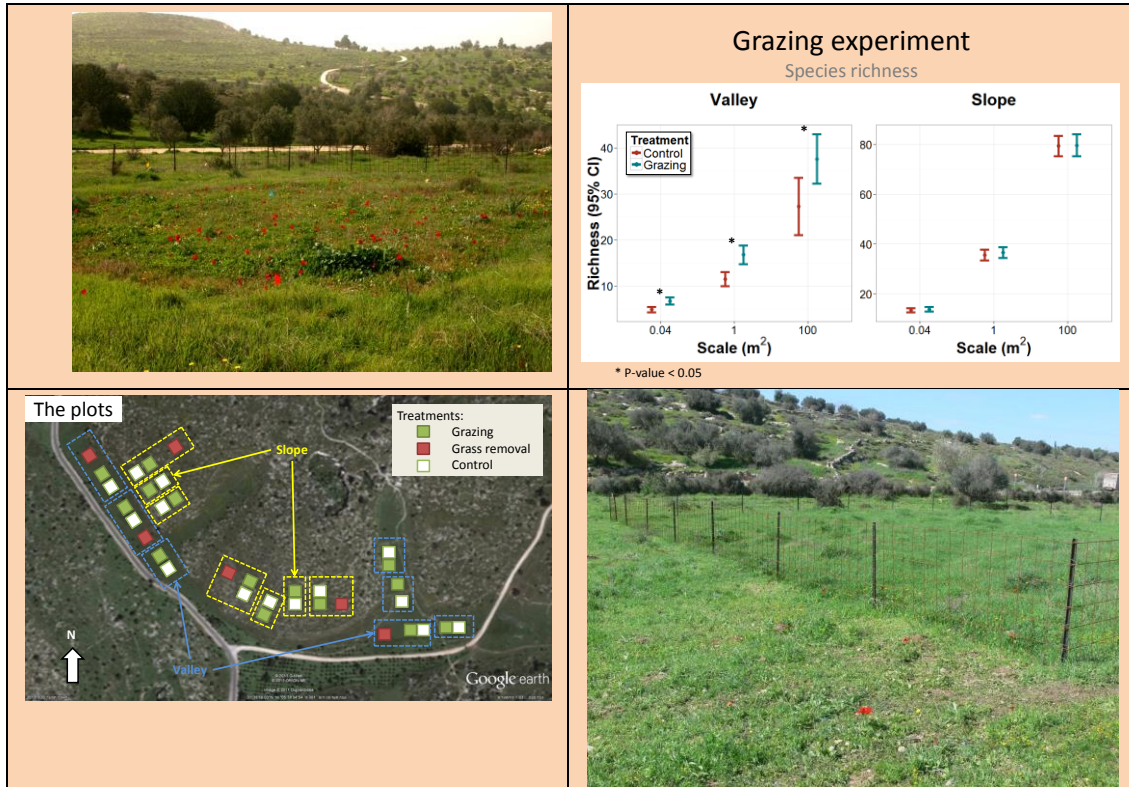 Grazing experiment
Species richness
Valley
Slope
Treatment
Control
Grazing
Richness (95% CI)
40
30
20
10
*
*
*
0.04
1
100
Scale (m²)
80
60
40
20
0.04
1
100
Scale (m²)
* P-value < 0.05
The plots
Treatments:
Grazing
Grass removal
Control
Slope
N
Valley
Google earth